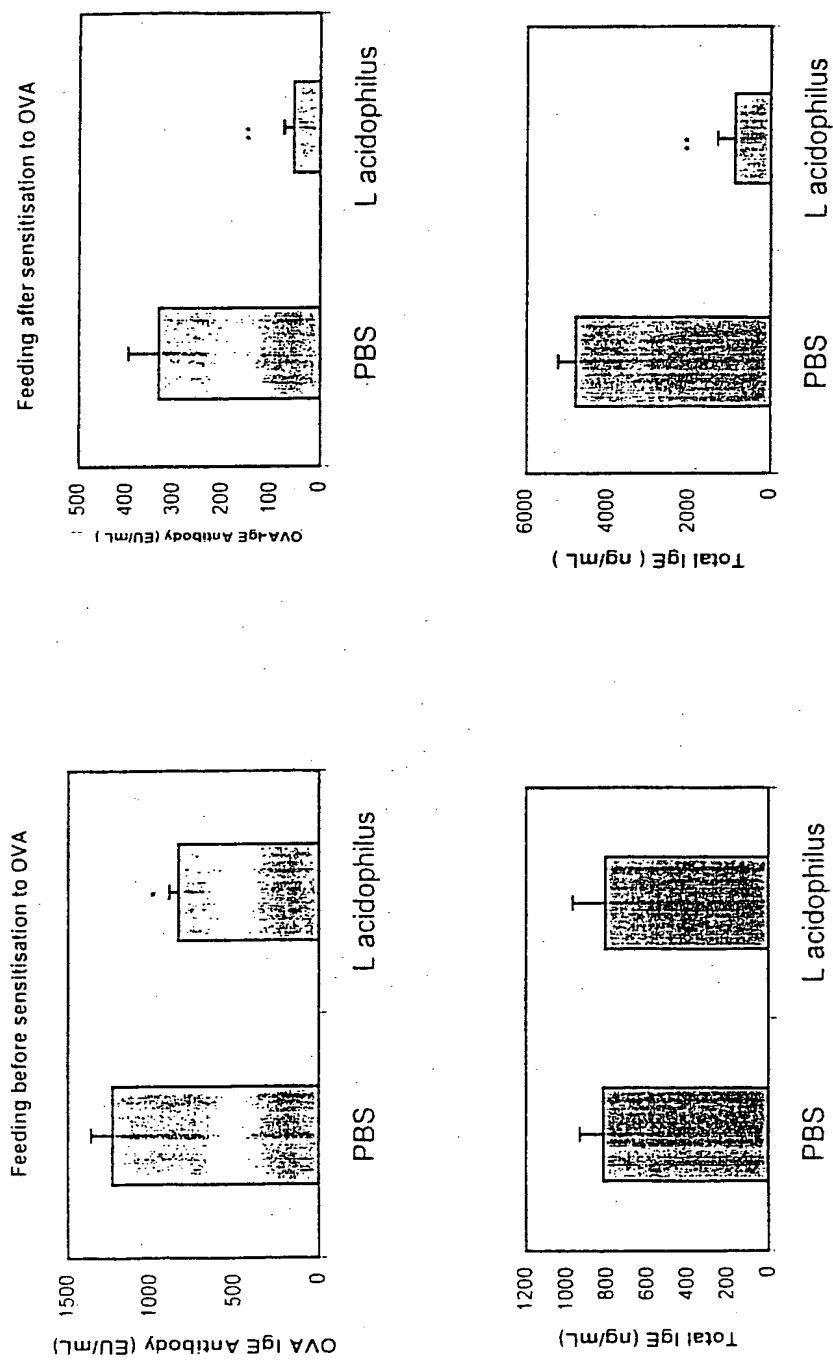 Feeding before sensitisation to OVA
OVA IgE Antibody (EU/mL)
1500
1000
500
0
*
PBS
L acidophilus
Total IgE (ng/mL)
1200
1000
800
600
400
200
0
PBS
L acidophilus
Feeding after sensitisation to OVA
OVA-IgE Antibody (EU/mL )
500
400
300
200
100
0
**
PBS
L acidophilus
Total IgE ( ng/mL )
6000
4000
2000
0
**
PBS
L acidophilus